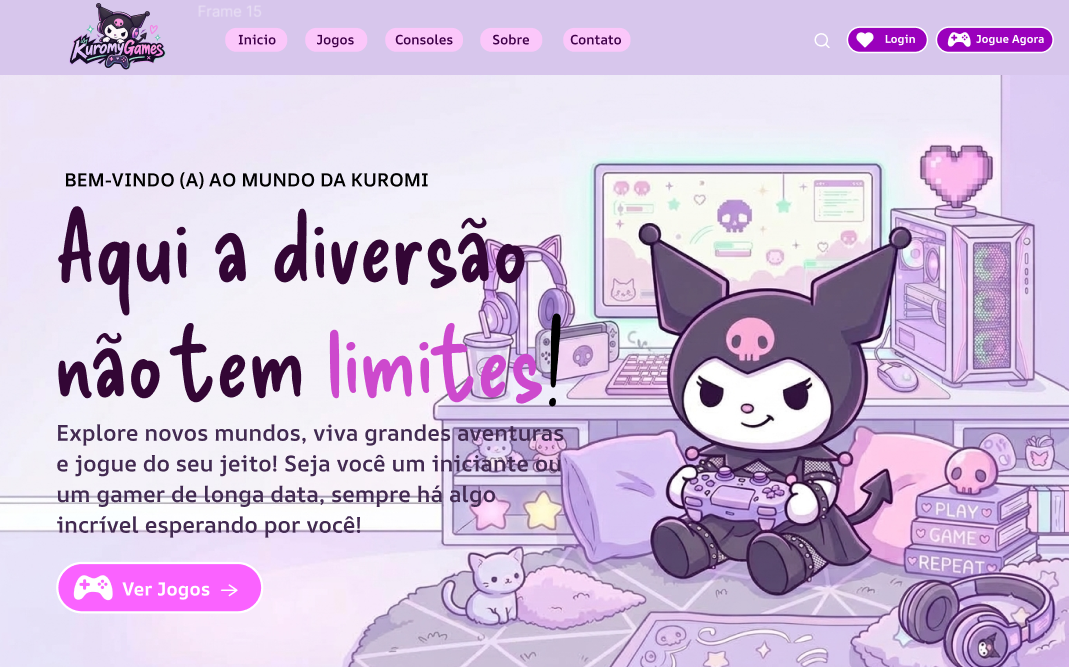 Frame 15
KuromyGames
Inicio
Jogos
Consoles
Sobre
Contato
Login
Jogue Agora
BEM-VINDO (A) AO MUNDO DA KUROMI
Aqui a diversão
não tem limites!
Explore novos mundos, viva grandes aventuras
e jogue do seu jeito! Seja você um iniciante ou
um gamer de longa data, sempre há algo
incrível esperando por você!
Ver Jogos →
PLAY
GAME
REPEAT